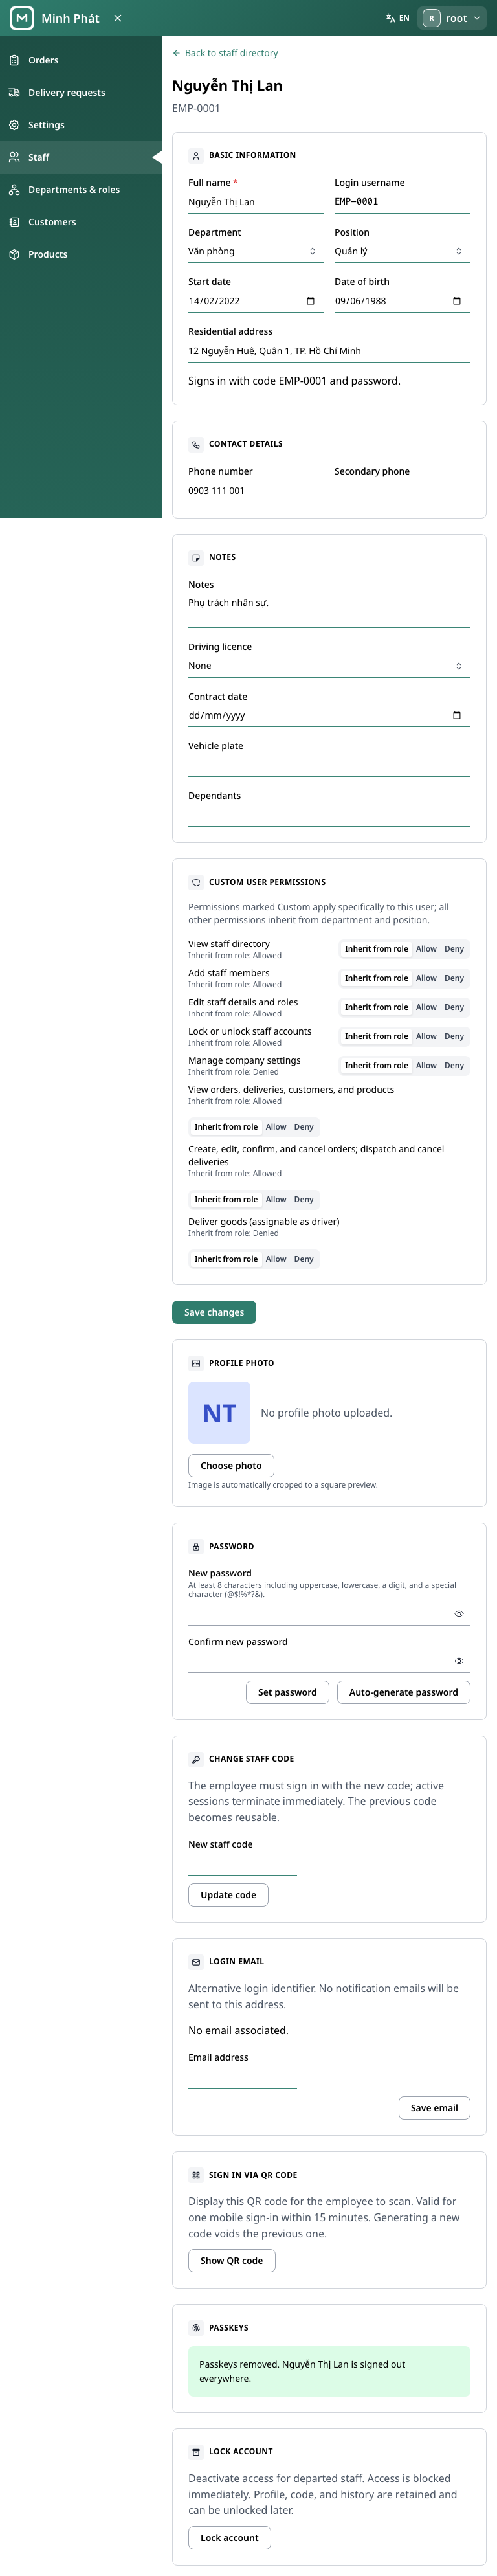 Minh Phát
EN
R
root
Orders
Delivery requests
Settings
Staff
Departments & roles
Customers
Products
Back to staff directory
Nguyễn Thị Lan
EMP-0001
BASIC INFORMATION
Full name *
Login username
Nguyễn Thị Lan
EMP-0001
Department
Position
Văn phòng
Quản lý
Start date
Date of birth
14/02/2022
09/06/1988
Residential address
12 Nguyễn Huệ, Quận 1, TP. Hồ Chí Minh
Signs in with code EMP-0001 and password.
CONTACT DETAILS
Phone number
Secondary phone
0903 111 001
NOTES
Notes
Phụ trách nhân sự.
Driving licence
None
Contract date
dd/mm/yyyy
Vehicle plate
Dependants
CUSTOM USER PERMISSIONS
Permissions marked Custom apply specifically to this user; all
other permissions inherit from department and position.
View staff directory
Inherit from role: Allowed
Inherit from role Allow Deny
Add staff members
Inherit from role: Allowed
Inherit from role Allow Deny
Edit staff details and roles
Inherit from role: Allowed
Inherit from role Allow Deny
Lock or unlock staff accounts
Inherit from role: Allowed
Inherit from role Allow Deny
Manage company settings
Inherit from role: Denied
Inherit from role Allow Deny
View orders, deliveries, customers, and products
Inherit from role: Allowed
Inherit from role Allow Deny
Create, edit, confirm, and cancel orders; dispatch and cancel
deliveries
Inherit from role: Allowed
Inherit from role Allow Deny
Deliver goods (assignable as driver)
Inherit from role: Denied
Inherit from role Allow Deny
Save changes
PROFILE PHOTO
NT
No profile photo uploaded.
Choose photo
Image is automatically cropped to a square preview.
PASSWORD
New password
At least 8 characters including uppercase, lowercase, a digit, and a special
character (@$!%*?&).
Confirm new password
Set password
Auto-generate password
CHANGE STAFF CODE
The employee must sign in with the new code; active
sessions terminate immediately. The previous code
becomes reusable.
New staff code
Update code
LOGIN EMAIL
Alternative login identifier. No notification emails will be
sent to this address.
No email associated.
Email address
Save email
SIGN IN VIA QR CODE
Display this QR code for the employee to scan. Valid for
one mobile sign-in within 15 minutes. Generating a new
code voids the previous one.
Show QR code
PASSKEYS
Passkeys removed. Nguyễn Thị Lan is signed out
everywhere.
LOCK ACCOUNT
Deactivate access for departed staff. Access is blocked
immediately. Profile, code, and history are retained and
can be unlocked later.
Lock account